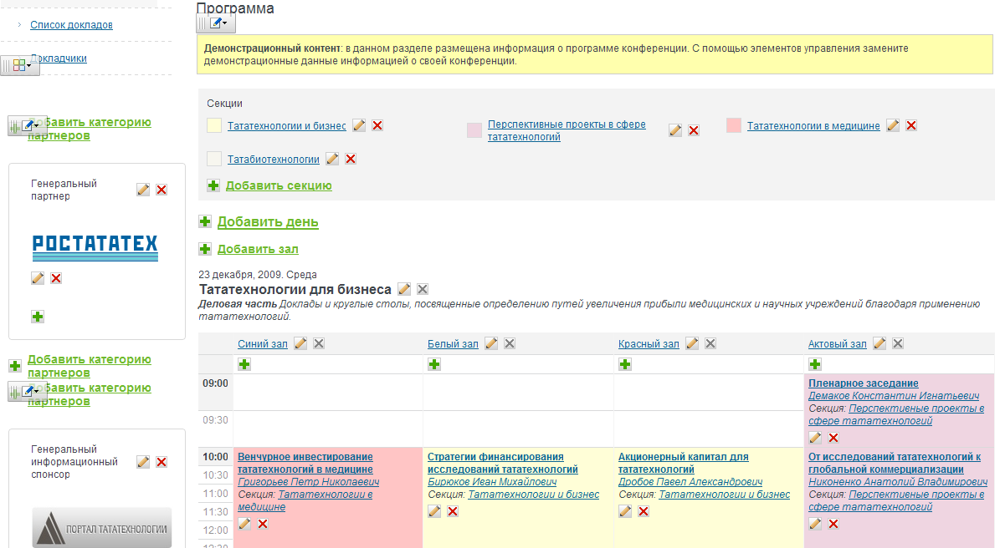 Список докладов
Докладчики
Добавить категорию
партнеров
Генеральный
партнер
РОСТАТАТЕХ
Добавить категорию
партнеров
Добавить категорию
партнеров
Генеральный
информационный
спонсор
ПОРТАЛ ТАТАТЕХНОЛОГИИ
Программа
Демонстрационный контент: в данном разделе размещена информация о программе конференции. С помощью элементов управления замените
демонстрационные данные информацией о своей конференции.
Секции
Тататехнологии и бизнес
Перспективные проекты в сфере
тататехнологий
Тататехнологии в медицине
Татабиотехнологии
Добавить секцию
Добавить день
Добавить зал
23 декабря, 2009. Среда
Тататехнологии для бизнеса
Деловая часть Доклады и круглые столы, посвященные определению путей увеличения прибыли медицинских и научных учреждений благодаря применению
тататехнологий.
Синий зал Белый зал Красный зал Актовый зал
09:00
09:30
Пленарное заседание
Демаков Константин Игнатьевич
Секция: Перспективные проекты в
сфере тататехнологий
10:00
10:30
11:00
11:30
12:00
12:30
Венчурное инвестирование
тататехнологий в медицине
Григорьев Петр Николаевич
Секция: Тататехнологии в
медицине
Стратегии финансирования
исследований тататехнологий
Бирюков Иван Михайлович
Секция: Тататехнологии и бизнес
Акционерный капитал для
тататехнологий
Дробов Павел Александрович
Секция: Тататехнологии и бизнес
От исследований тататехнологий к
глобальной коммерциализации
Никоненко Анатолий Владимирович
Секция: Перспективные проекты в
сфере тататехнологий